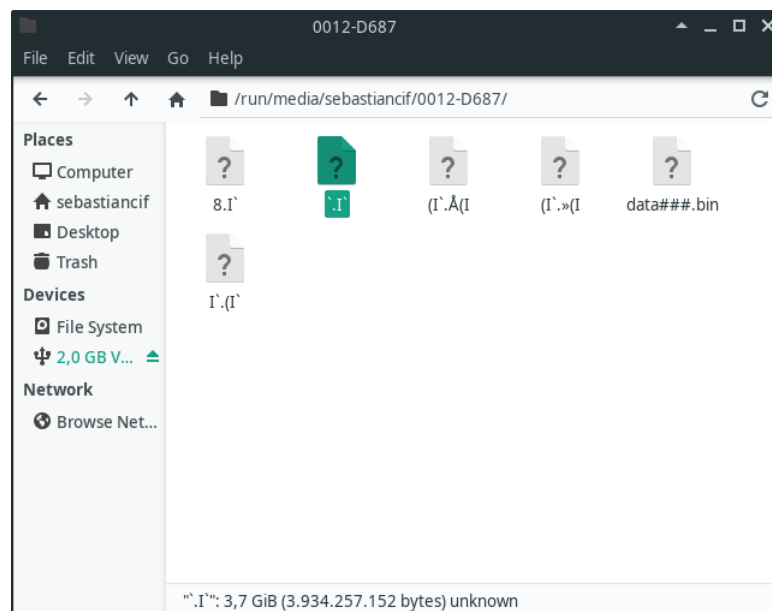 0012-D687
File Edit View Go Help
/run/media/sebastiancif/0012-D687/
Places
Computer
sebastiancif
Desktop
Trash
Devices
File System
2,0 GB V...
Network
Browse Net...
8.I`
`.I`
(I`.Å(I
(I`.»(I
data###.bin
I`.(I`
"`.I`": 3,7 GiB (3.934.257.152 bytes) unknown